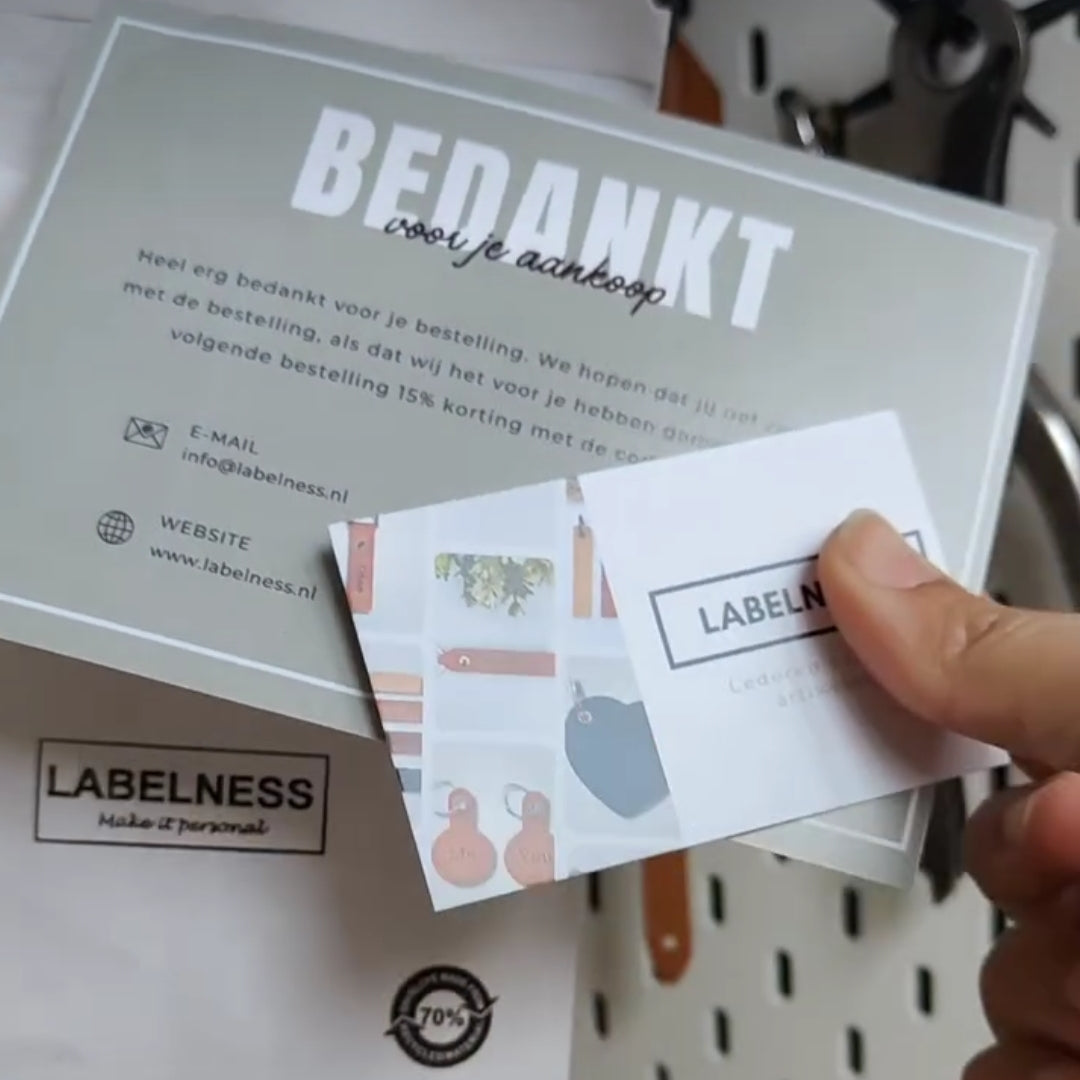 BEDANKT
voor je aankoop
Heel erg bedankt voor je bestelling. We hopen dat jij net
met de bestelling, als dat wij het voor je hebben
volgende bestelling 15% korting met de
E-MAIL
info@labelness.nl
WEBSITE
www.labelness.nl
Me
You
LABELNESS
Make it personal
70%